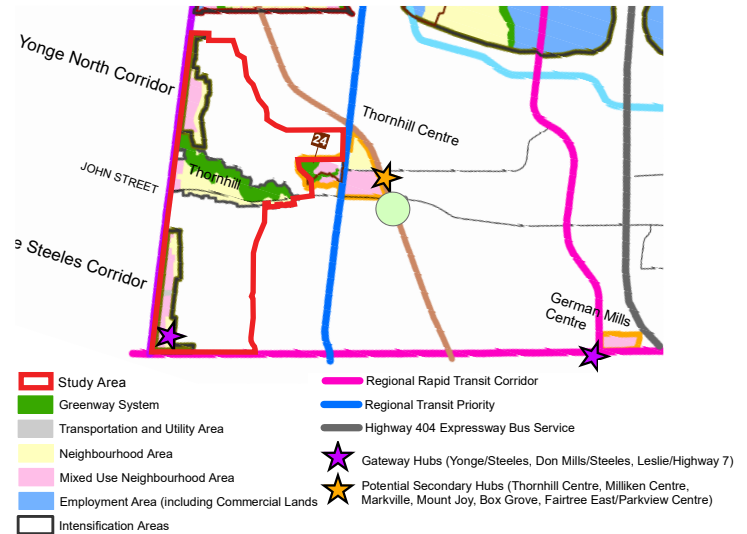 Yonge North Corridor
Thornhill Centre
24
Thornhill
JOHN STREET
e Steeles Corridor
German Mills
Centre
Study Area
Greenway System
Transportation and Utility Area
Neighbourhood Area
Mixed Use Neighbourhood Area
Employment Area (including Commercial Lands
Intensification Areas
Regional Rapid Transit Corridor
Regional Transit Priority
Highway 404 Expressway Bus Service
Gateway Hubs (Yonge/Steeles, Don Mills/Steeles, Leslie/Highway 7)
Potential Secondary Hubs (Thornhill Centre, Milliken Centre,
Markville, Mount Joy, Box Grove, Fairtree East/Parkview Centre)